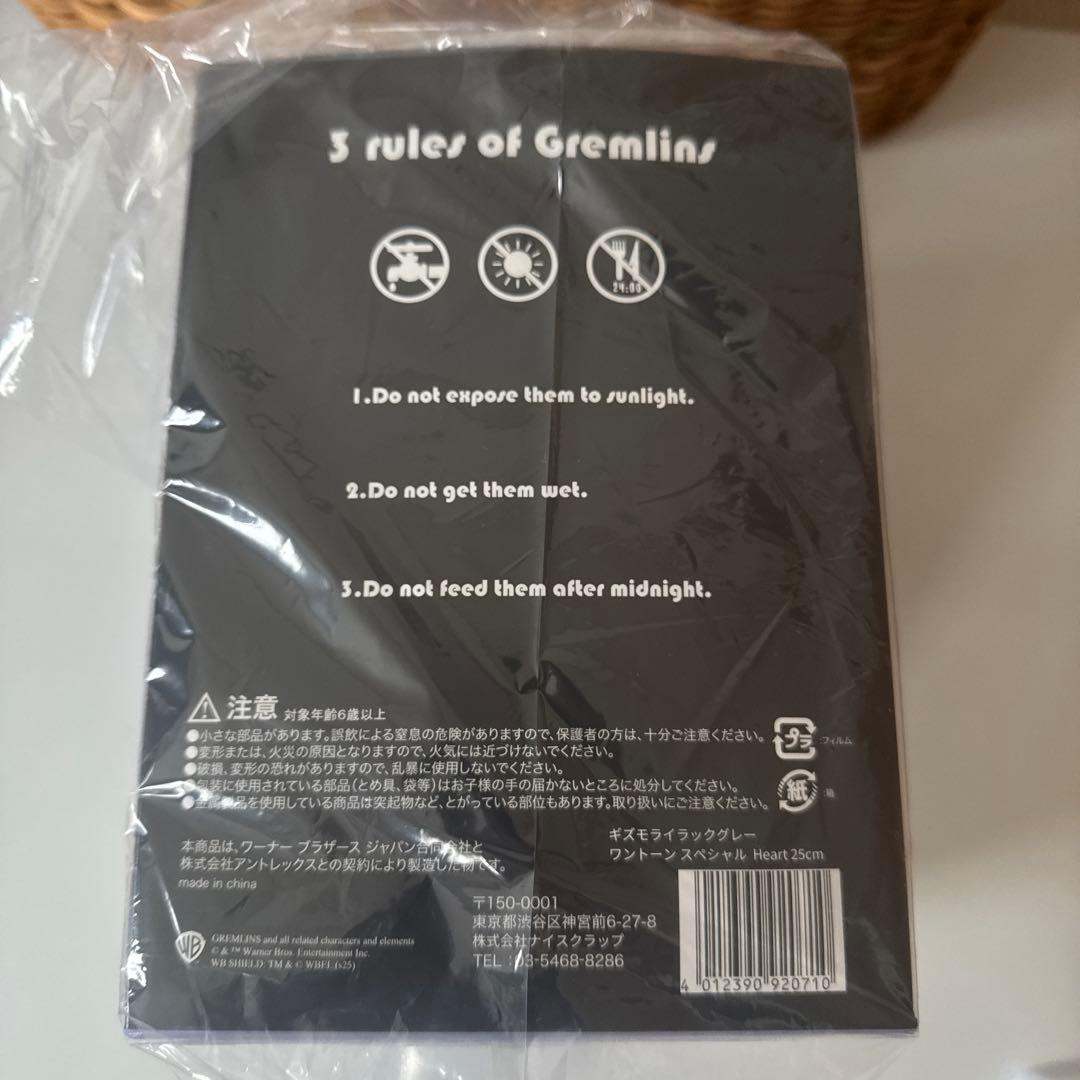 3 rules of Gremlins
24:00
1.Do not expose them to sunlight.
2.Do not get them wet.
3.Do not feed them after midnight.
注意 対象年齢6歳以上
●小さな部品があります。誤飲による窒息の危険がありますので、保護者の方は、十分ご注意ください。
●変形または、火災の原因となりますので、火気には近づけないでください。
●破損、変形の恐れがありますので、乱暴に使用しないでください。
●包装に使用されている部品(とめ具、袋等)はお子様の手の届かないところに処分してください。
●金属製品を使用している商品は突起物など、とがっている部位もあります。取り扱いにご注意ください。
プラ :フィルム
紙 :箱
本商品は、ワーナー ブラザース ジャパン合同会社と
株式会社アントレックスとの契約により製造した物です。
made in china
ギズモライラックグレー
ワントーン スペシャル Heart 25cm
〒150-0001
東京都渋谷区神宮前6-27-8
株式会社ナイスクラップ
TEL:03-5468-8286
WB
GREMLINS and all related characters and elements
© & ™ Warner Bros. Entertainment Inc.
WB SHIELD: TM & © WBEI. (s25)
4 012390 920710